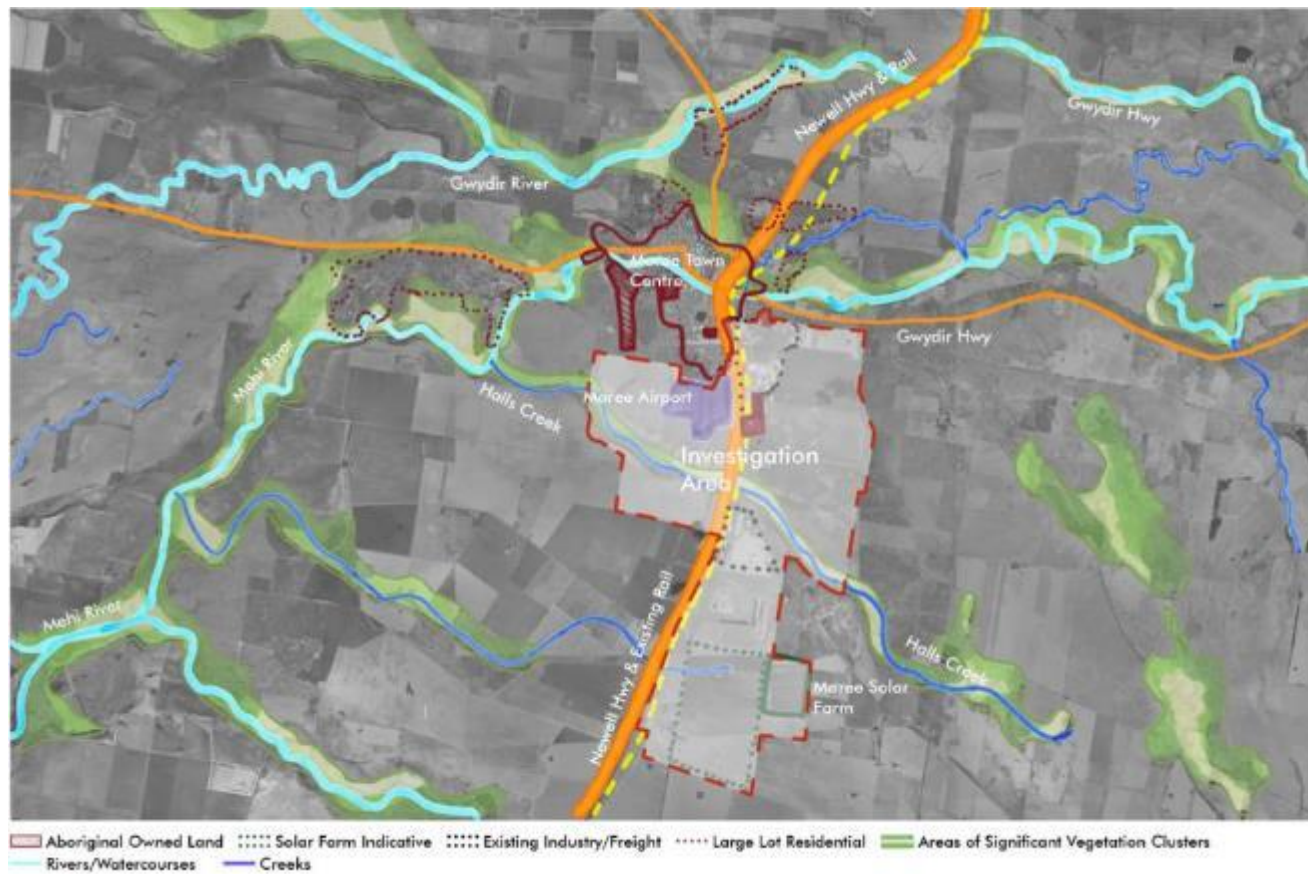 Newell Hwy & Rail
Gwydir Hwy
Gwydir River
Moree Town
Centre
Gwydir Hwy
Mehi River
Halls Creek
Moree Airport
Investigation
Area
Mehi River
Newell Hwy & Existing Rail
Halls Creek
Moree Solar
Farm
Aboriginal Owned Land Solar Farm Indicative Existing Industry/Freight Large Lot Residential Areas of Significant Vegetation Clusters
Rivers/Watercourses Creeks